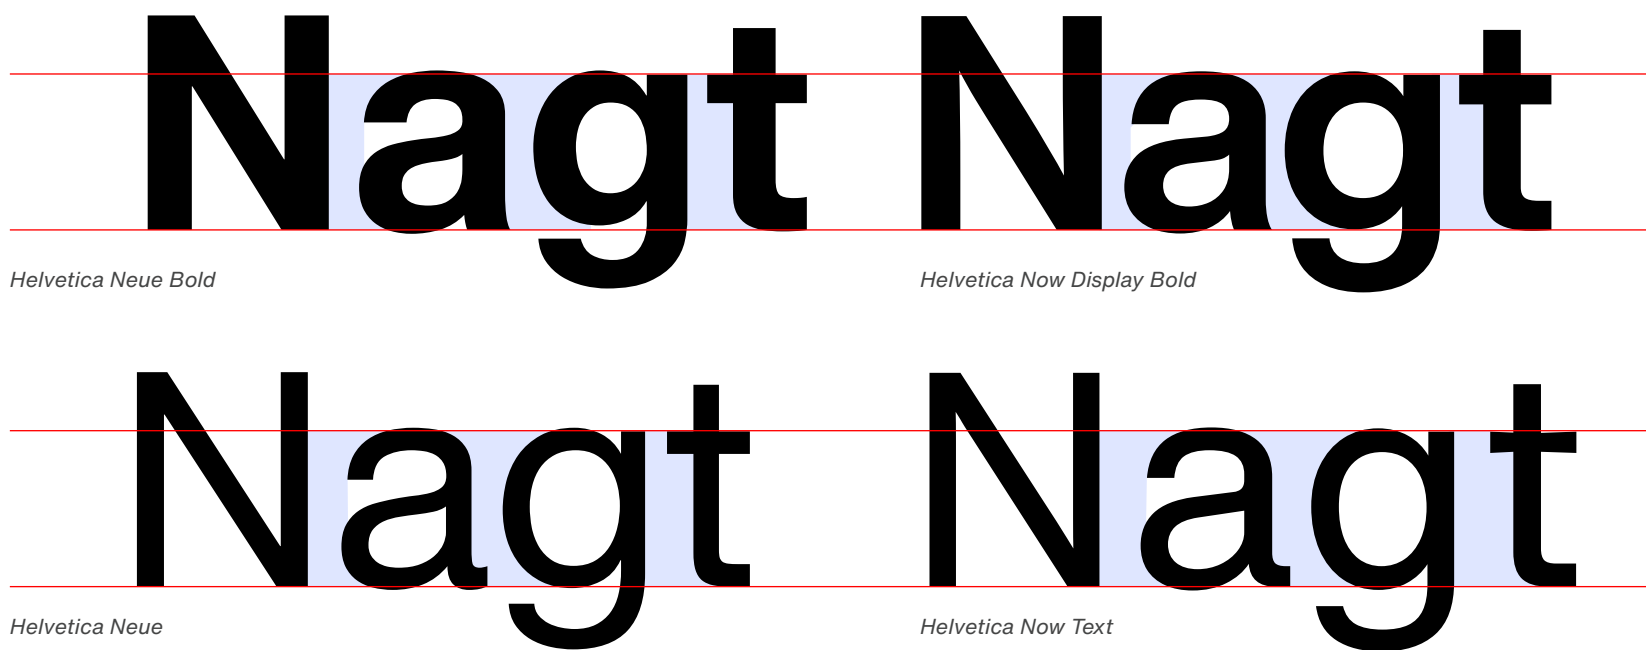 Nagt Nagt
Helvetica Neue Bold Helvetica Now Display Bold
Nagt Nagt
Helvetica Neue Helvetica Now Text